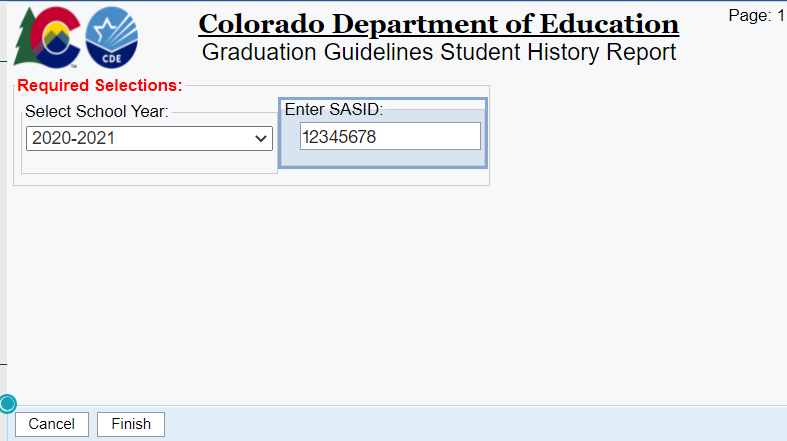 Colorado Department of Education
Page: 1
Graduation Guidelines Student History Report
CDE
Required Selections:
Select School Year:
Enter SASID:
2020-2021
12345678
Cancel
Finish